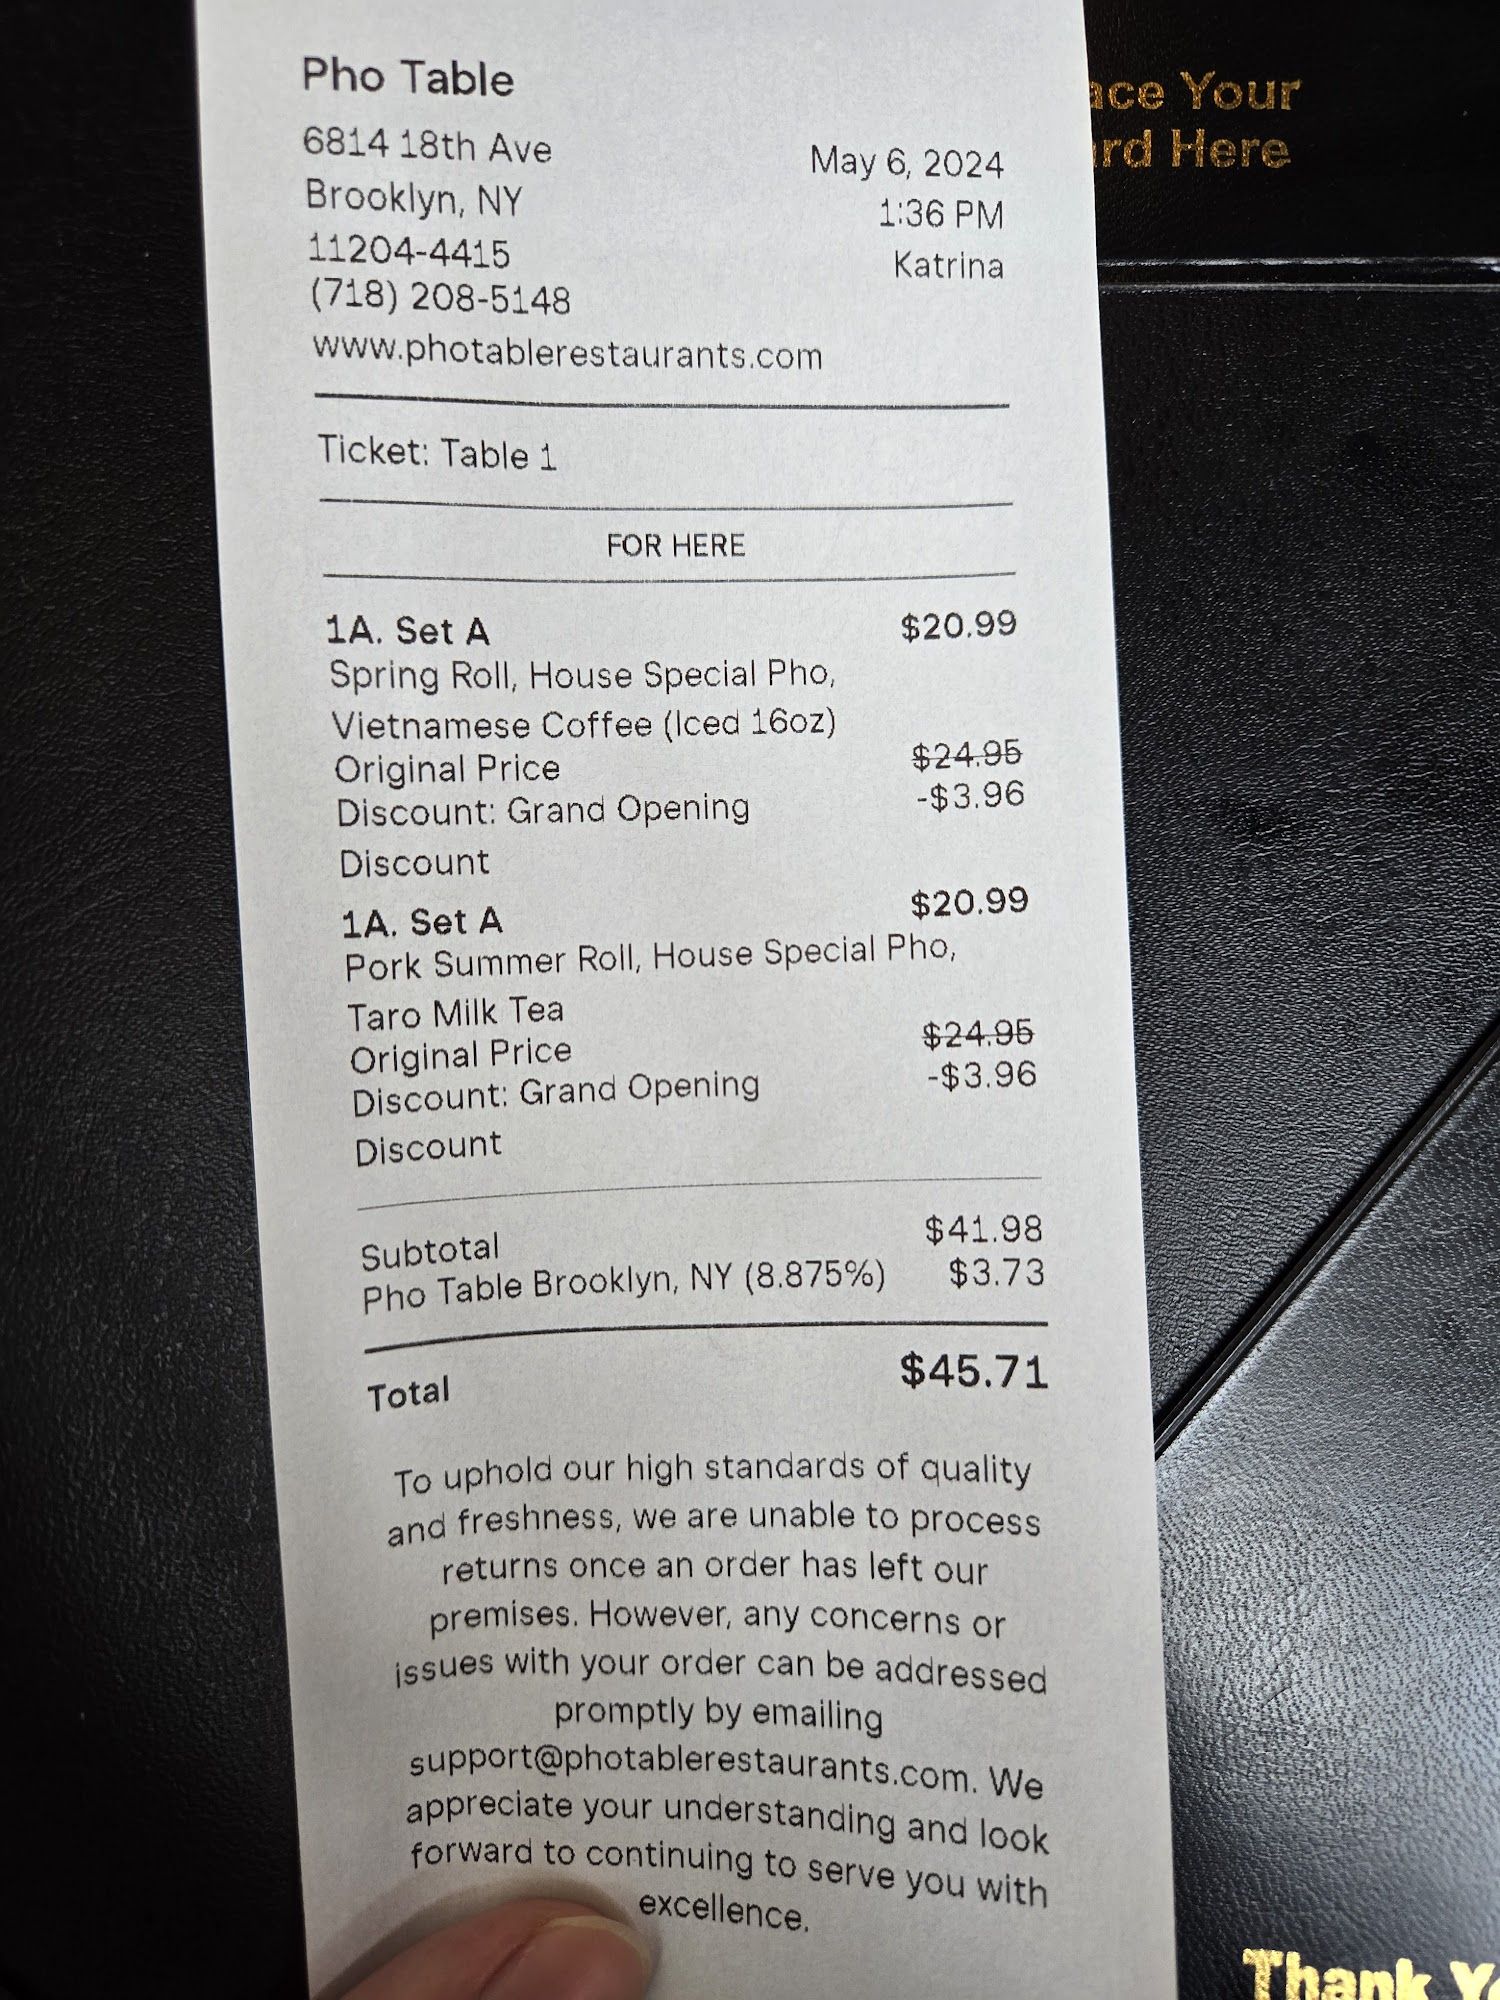 Pho Table
6814 18th Ave
Brooklyn, NY
11204-4415
(718) 208-5148
www.photablerestaurants.com
May 6, 2024
1:36 PM
Katrina
Ticket: Table 1
FOR HERE
1A. Set A $20.99
Spring Roll, House Special Pho,
Vietnamese Coffee (Iced 16oz)
Original Price $24.95
Discount: Grand Opening -$3.96
Discount
1A. Set A $20.99
Pork Summer Roll, House Special Pho,
Taro Milk Tea
Original Price $24.95
Discount: Grand Opening -$3.96
Discount
Subtotal $41.98
Pho Table Brooklyn, NY (8.875%) $3.73
Total $45.71
To uphold our high standards of quality
and freshness, we are unable to process
returns once an order has left our
premises. However, any concerns or
issues with your order can be addressed
promptly by emailing
support@photablerestaurants.com. We
appreciate your understanding and look
forward to continuing to serve you with
excellence.
Your
Here
Thank